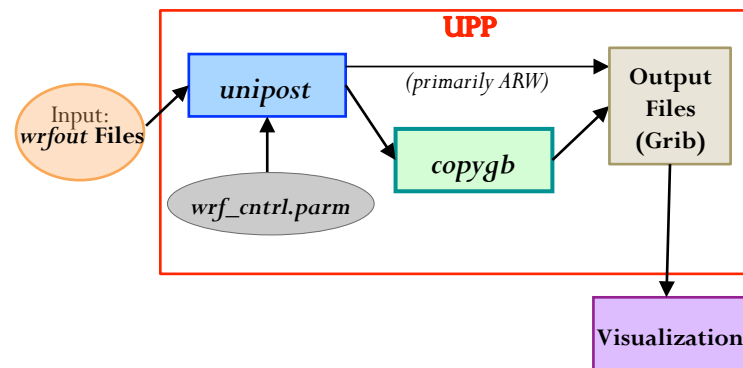 UPP
Input:
wrfout Files
unipost
(primarily ARW)
Output
Files
(Grib)
copygb
wrf_cntrl.parm
Visualization